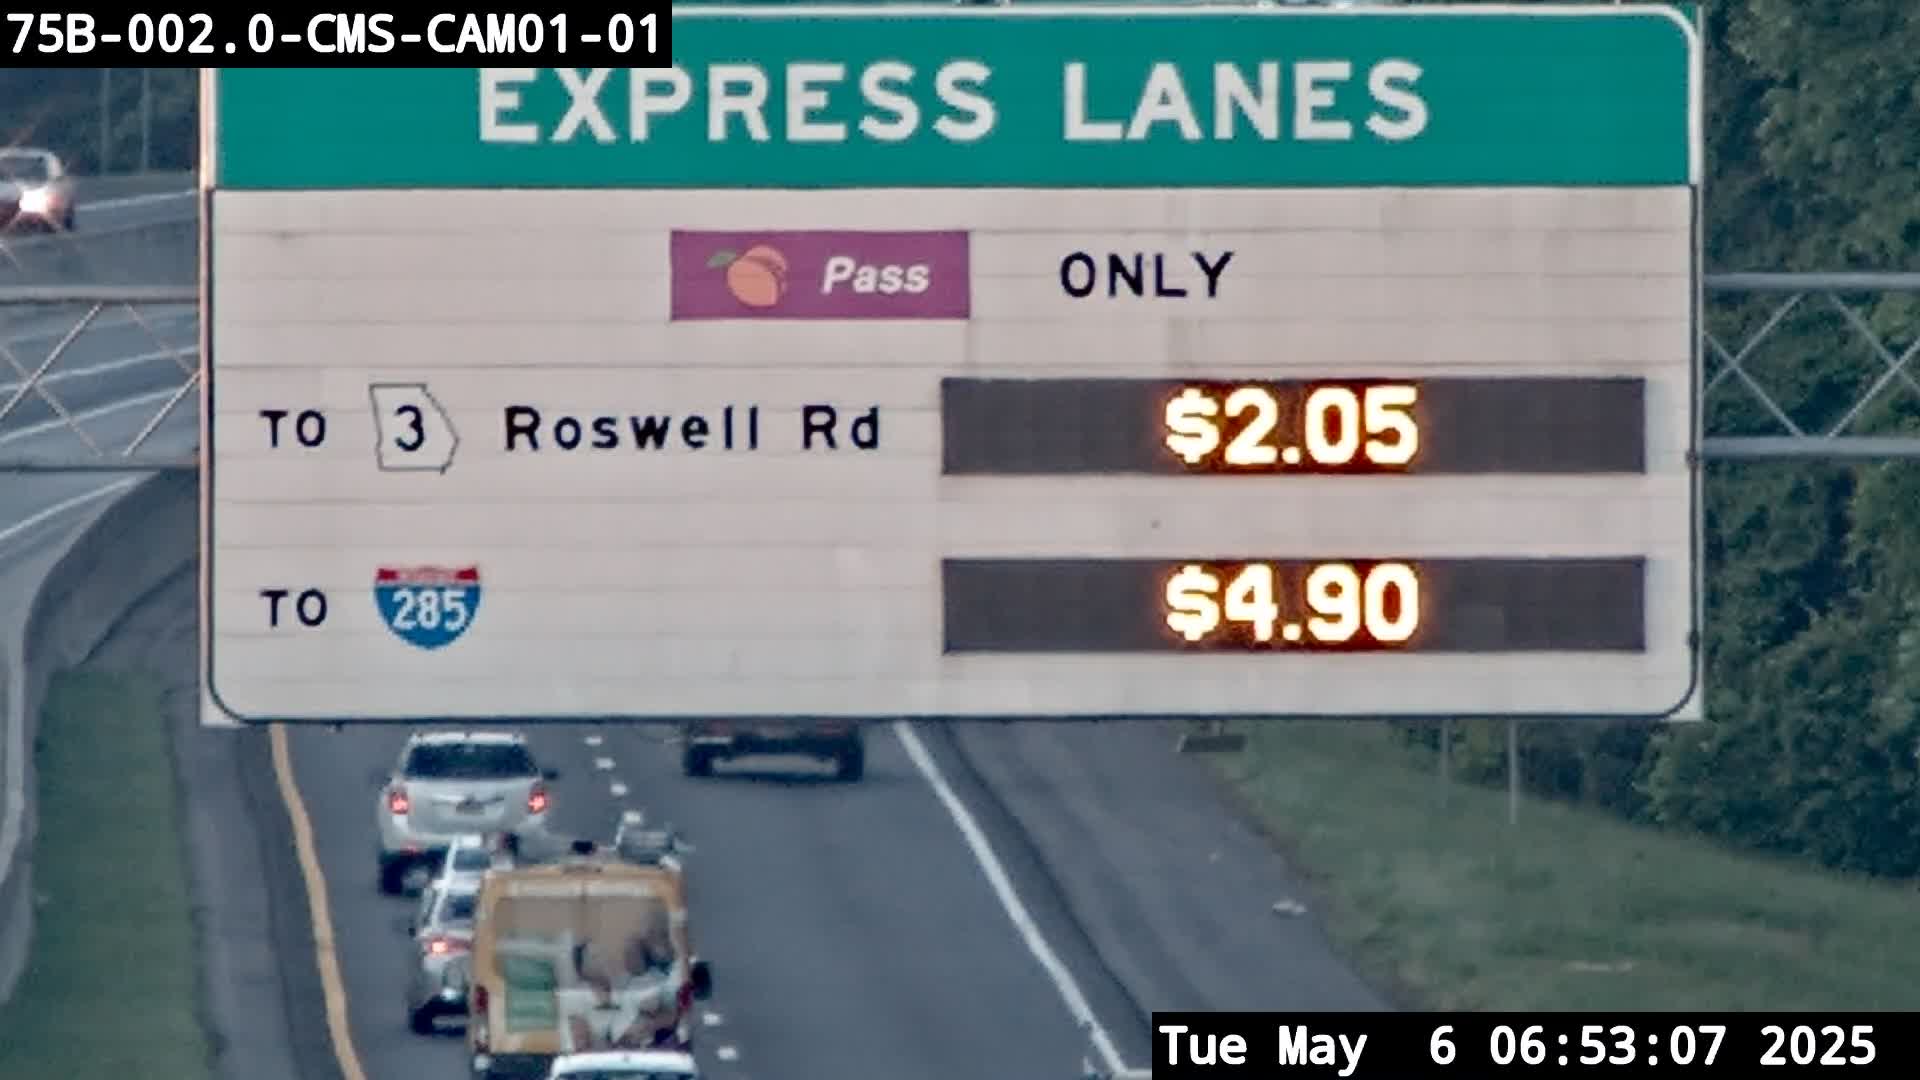 75B-002.0-CMS-CAM01-01
EXPRESS LANES
Pass ONLY
TO 3 Roswell Rd $2.05
TO 285 $4.90
Tue May 6 06:53:07 2025